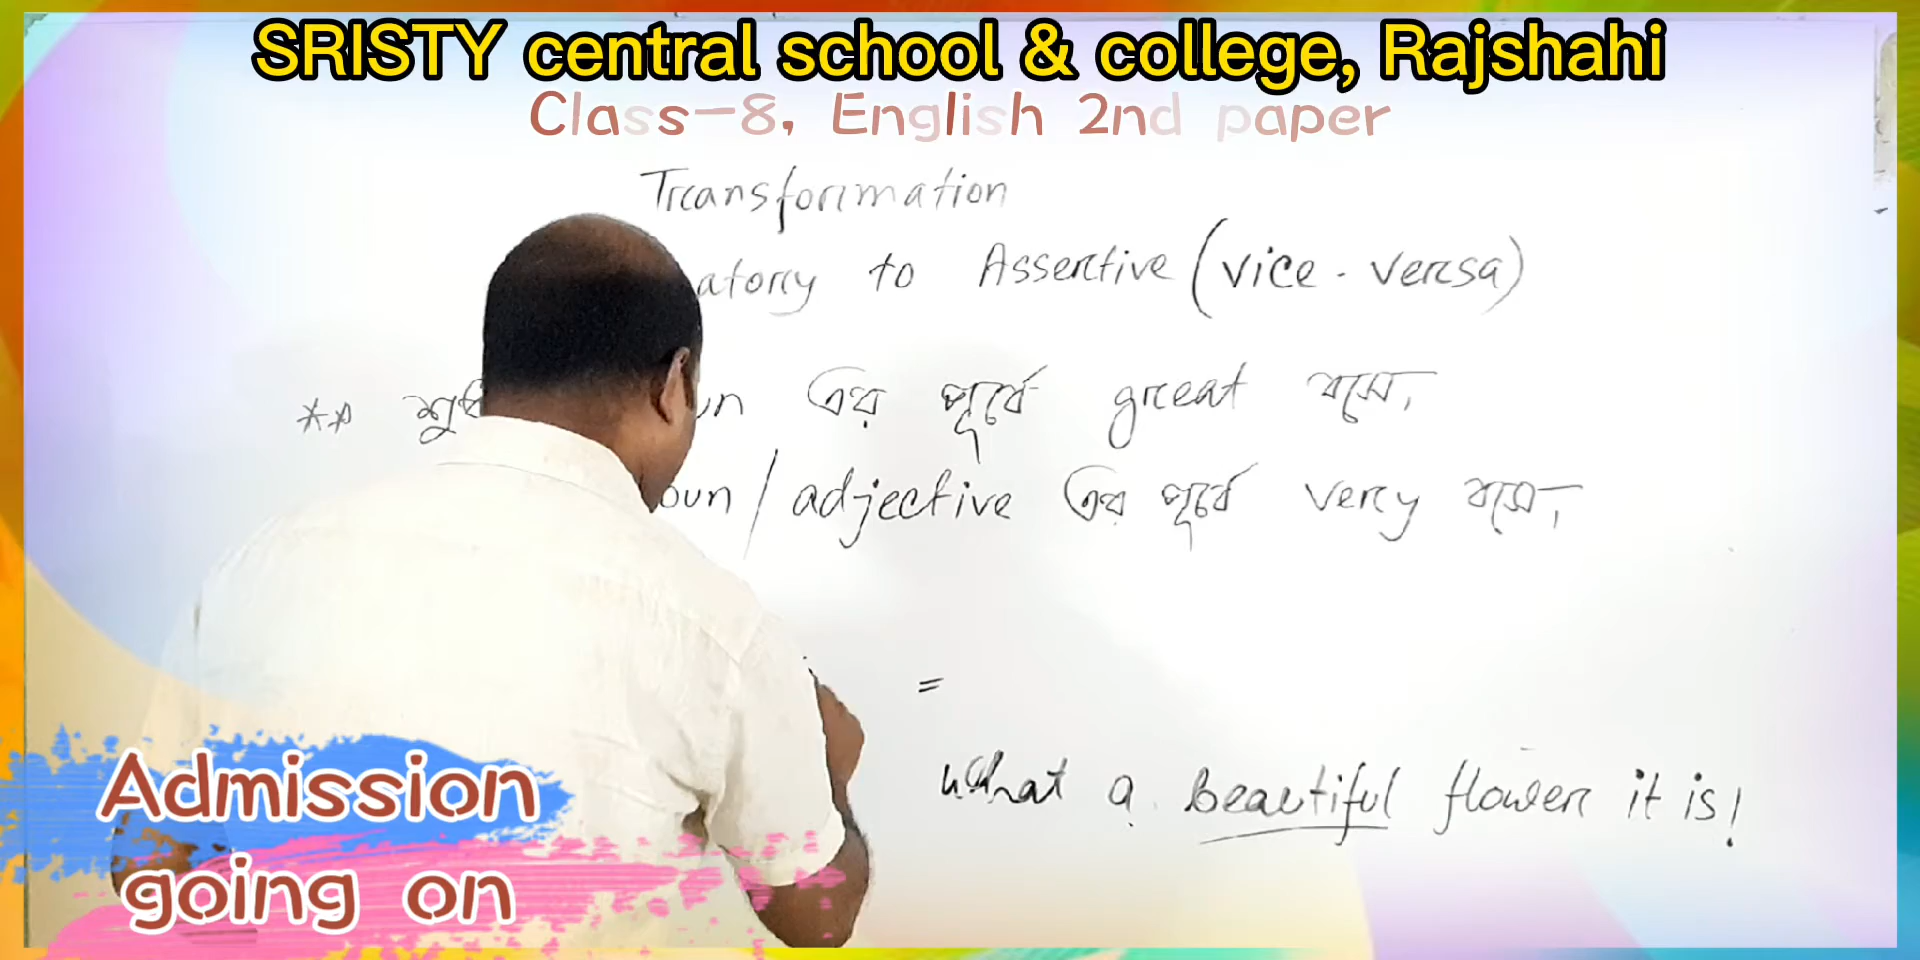 SRISTY central school & college, Rajshahi
Class-8, English 2nd paper
Transformation
atory to Assertive (vice - versa)
** un এর পূর্বে great বসে,
oun / adjective এর পূর্বে very বসে,
=
what a beautiful flower it is!
Admission
going on